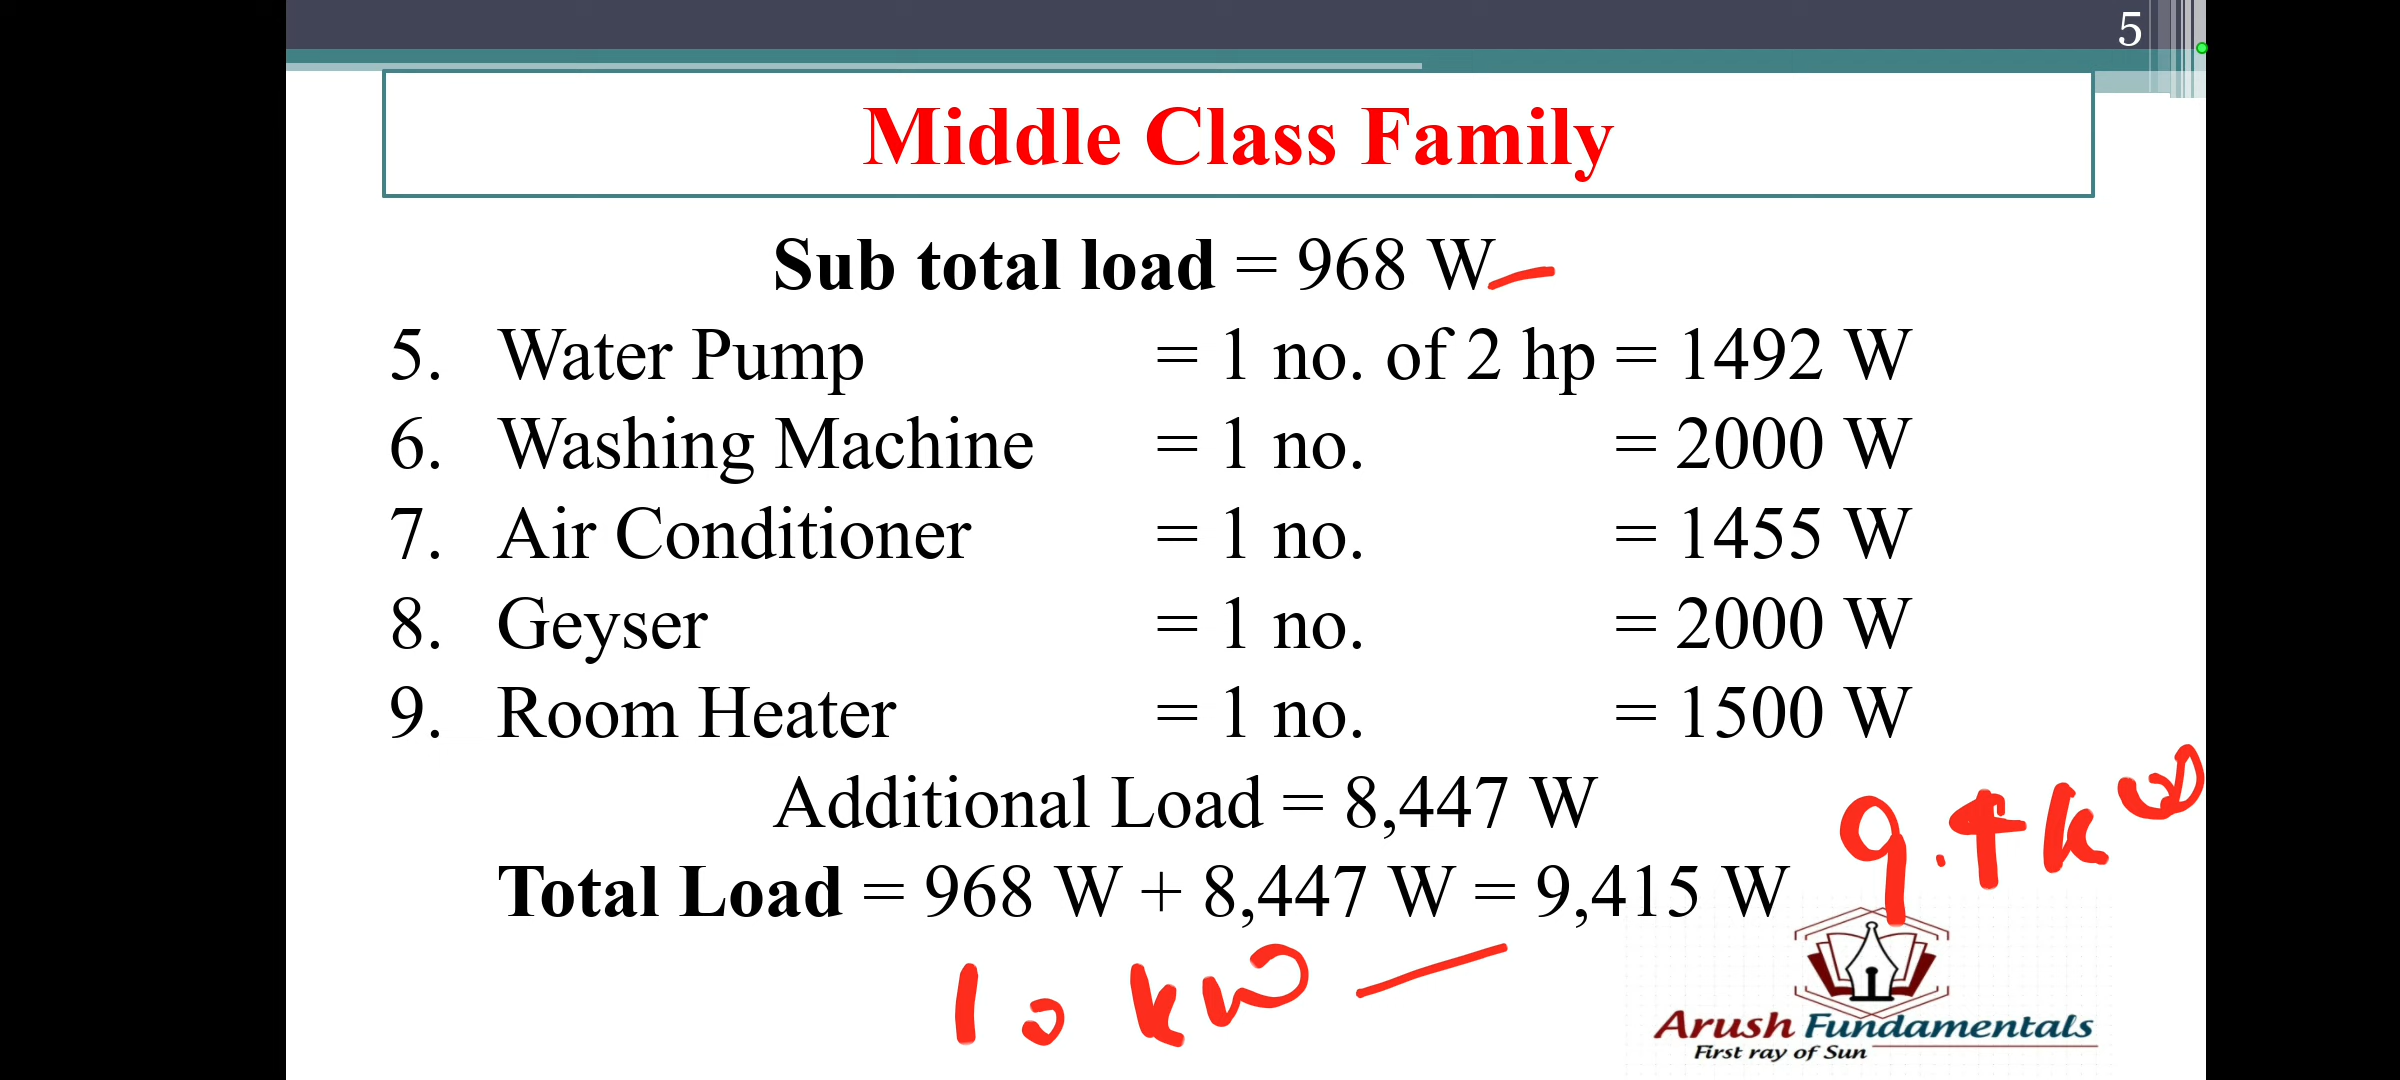 5
Middle Class Family
Sub total load = 968 W
5. Water Pump = 1 no. of 2 hp = 1492 W
6. Washing Machine = 1 no. = 2000 W
7. Air Conditioner = 1 no. = 1455 W
8. Geyser = 1 no. = 2000 W
9. Room Heater = 1 no. = 1500 W
Additional Load = 8,447 W
9.4 kw
Total Load = 968 W + 8,447 W = 9,415 W
10 kw
Arush Fundamentals
First ray of Sun